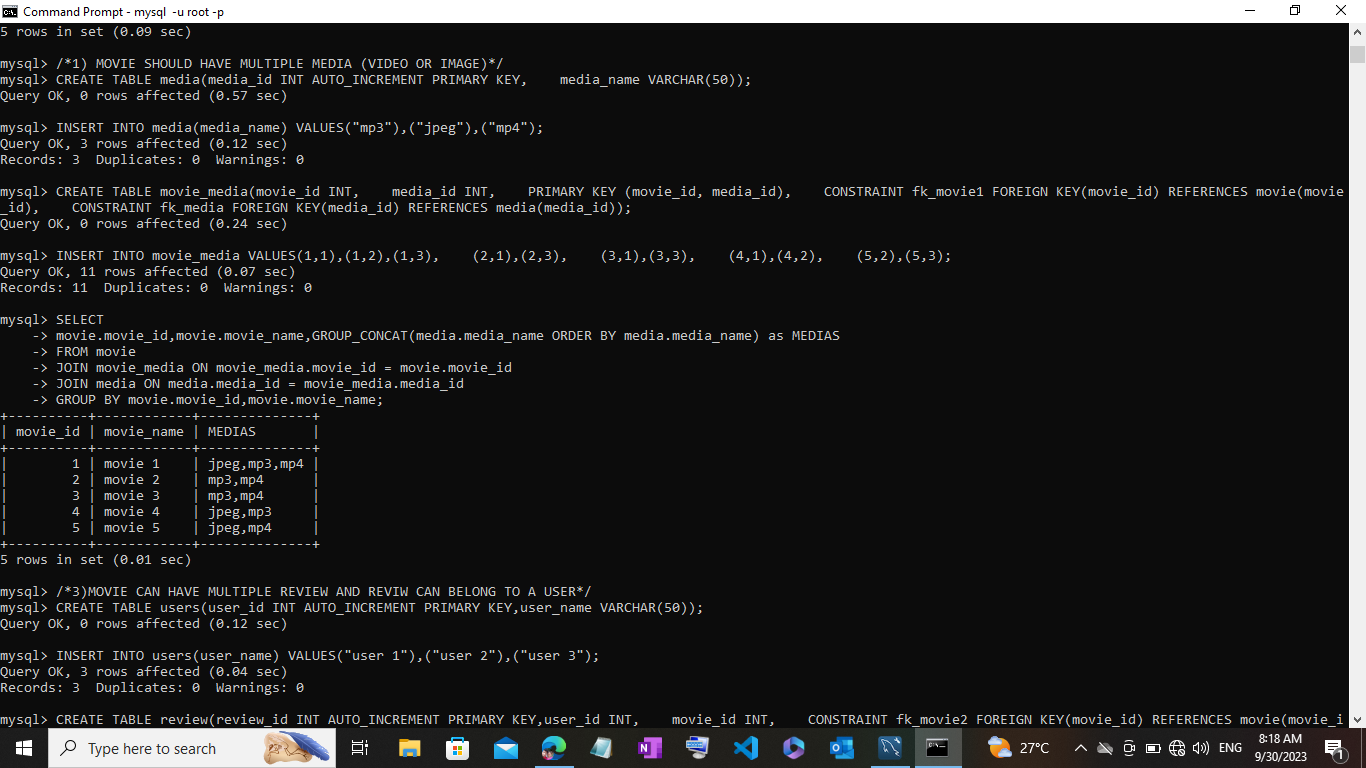 Command Prompt - mysql -u root -p
5 rows in set (0.09 sec)
mysql> /*1) MOVIE SHOULD HAVE MULTIPLE MEDIA (VIDEO OR IMAGE)*/
mysql> CREATE TABLE media(media_id INT AUTO_INCREMENT PRIMARY KEY,    media_name VARCHAR(50));
Query OK, 0 rows affected (0.57 sec)
mysql> INSERT INTO media(media_name) VALUES("mp3"),("jpeg"),("mp4");
Query OK, 3 rows affected (0.12 sec)
Records: 3  Duplicates: 0  Warnings: 0
mysql> CREATE TABLE movie_media(movie_id INT,    media_id INT,    PRIMARY KEY (movie_id, media_id),    CONSTRAINT fk_movie1 FOREIGN KEY(movie_id) REFERENCES movie(movie
_id),    CONSTRAINT fk_media FOREIGN KEY(media_id) REFERENCES media(media_id));
Query OK, 0 rows affected (0.24 sec)
mysql> INSERT INTO movie_media VALUES(1,1),(1,2),(1,3),    (2,1),(2,3),    (3,1),(3,3),    (4,1),(4,2),    (5,2),(5,3);
Query OK, 11 rows affected (0.07 sec)
Records: 11  Duplicates: 0  Warnings: 0
mysql> SELECT
    -> movie.movie_id,movie.movie_name,GROUP_CONCAT(media.media_name ORDER BY media.media_name) as MEDIAS
    -> FROM movie
    -> JOIN movie_media ON movie_media.movie_id = movie.movie_id
    -> JOIN media ON media.media_id = movie_media.media_id
    -> GROUP BY movie.movie_id,movie.movie_name;
+----------+------------+--------------+
| movie_id | movie_name | MEDIAS       |
+----------+------------+--------------+
|        1 | movie 1    | jpeg,mp3,mp4 |
|        2 | movie 2    | mp3,mp4      |
|        3 | movie 3    | mp3,mp4      |
|        4 | movie 4    | jpeg,mp3     |
|        5 | movie 5    | jpeg,mp4     |
+----------+------------+--------------+
5 rows in set (0.01 sec)
mysql> /*3)MOVIE CAN HAVE MULTIPLE REVIEW AND REVIW CAN BELONG TO A USER*/
mysql> CREATE TABLE users(user_id INT AUTO_INCREMENT PRIMARY KEY,user_name VARCHAR(50));
Query OK, 0 rows affected (0.12 sec)
mysql> INSERT INTO users(user_name) VALUES("user 1"),("user 2"),("user 3");
Query OK, 3 rows affected (0.04 sec)
Records: 3  Duplicates: 0  Warnings: 0
mysql> CREATE TABLE review(review_id INT AUTO_INCREMENT PRIMARY KEY,user_id INT,    movie_id INT,    CONSTRAINT fk_movie2 FOREIGN KEY(movie_id) REFERENCES movie(movie_i
Type here to search
27°C
ENG
8:18 AM
9/30/2023
1